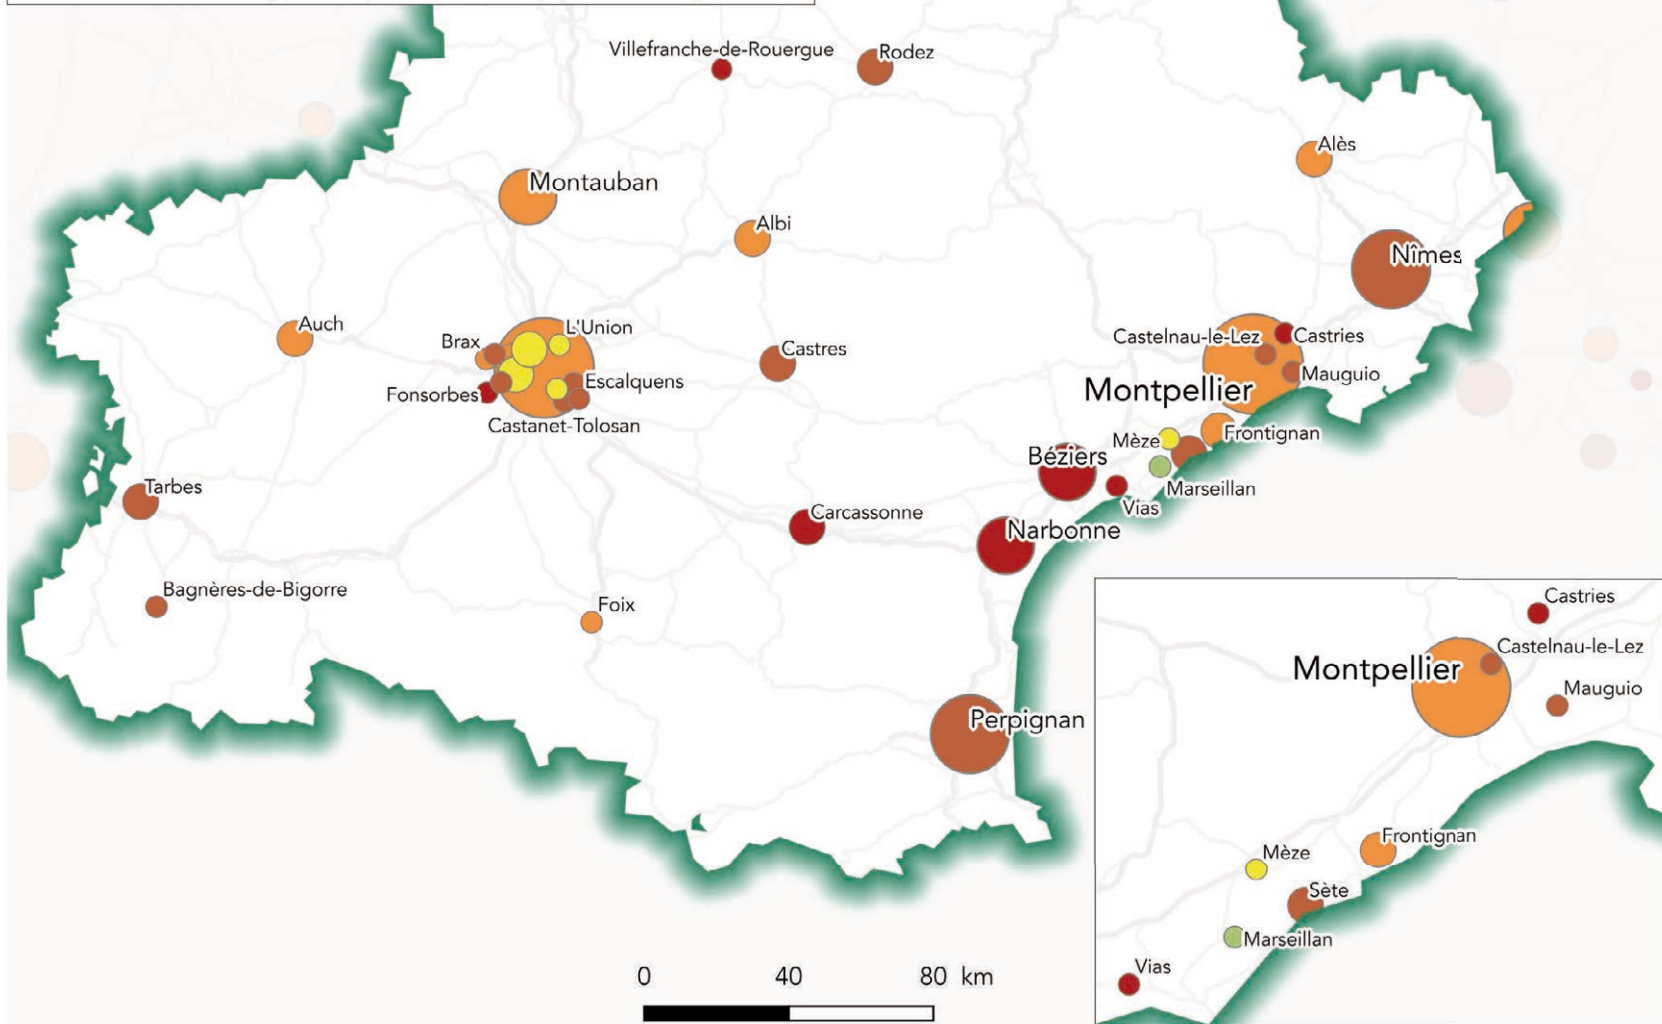 Villefranche-de-Rouergue
Rodez
Alès
Montauban
Albi
Nîmes
Auch
L'Union
Brax
Castres
Castelnau-le-Lez
Castries
Fonsorbes
Escalquens
Mauguio
Montpellier
Castanet-Tolosan
Mèze
Frontignan
Béziers
Tarbes
Marseillan
Vias
Carcassonne
Narbonne
Bagnères-de-Bigorre
Foix
Perpignan
Castries
Castelnau-le-Lez
Montpellier
Mauguio
Frontignan
Mèze
Sète
Marseillan
Vias
0 40 80 km